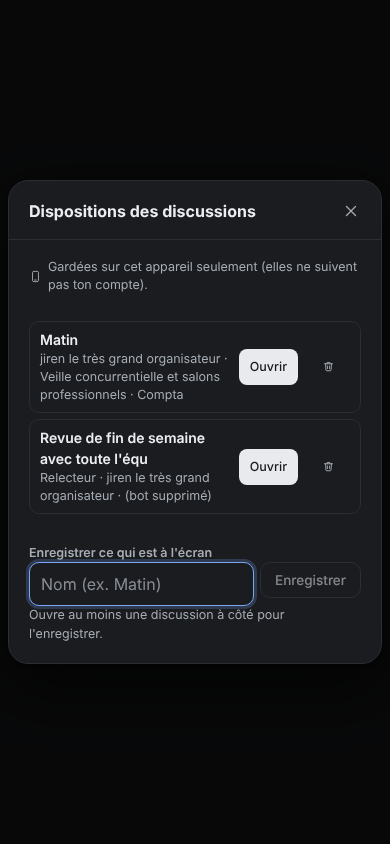 Dispositions des discussions
Gardées sur cet appareil seulement (elles ne suivent
pas ton compte).
Matin
jiren le très grand organisateur ·
Veille concurrentielle et salons
professionnels · Compta
Ouvrir
Revue de fin de semaine
avec toute l'équ
Relecteur · jiren le très grand
organisateur · (bot supprimé)
Ouvrir
Enregistrer ce qui est à l'écran
Nom (ex. Matin)
Enregistrer
Ouvre au moins une discussion à côté pour
l'enregistrer.